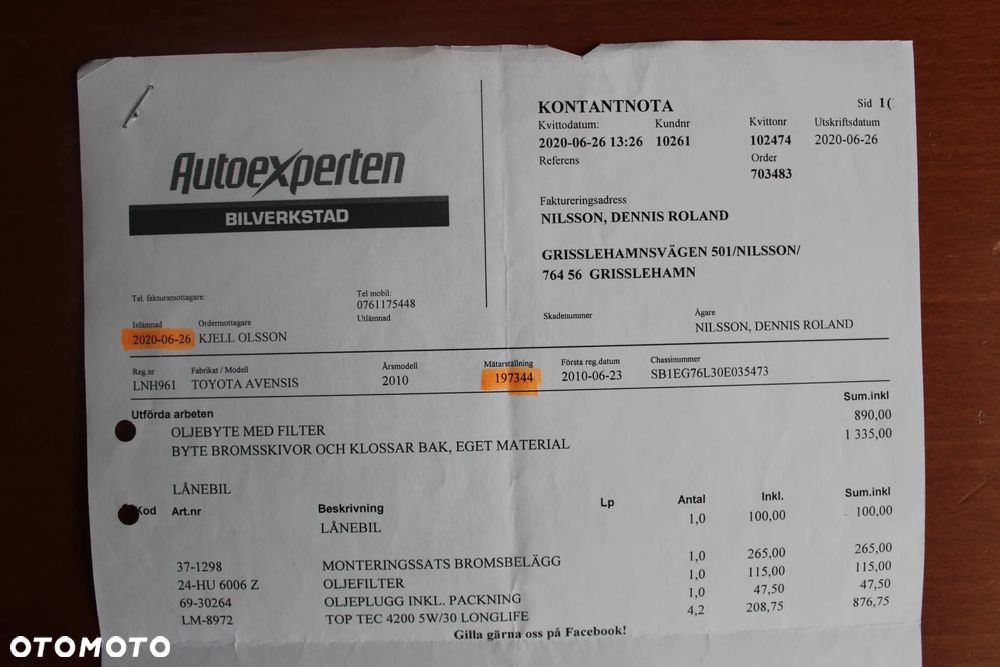 KONTANTNOTA Sid 1(
Kvittodatum: Kundnr Kvittonr Utskriftsdatum
2020-06-26 13:26 10261 102474 2020-06-26
Referens Order
703483
Autoexperten
BILVERKSTAD
Faktureringsadress
NILSSON, DENNIS ROLAND
GRISSLEHAMNSVÄGEN 501/NILSSON/
764 56 GRISSLEHAMN
Tel. fakturamottagare: Tel mobil:
0761175448
Inlämnad Ordermottagare Utlämnad Skadenummer Ägare
2020-06-26 KJELL OLSSON NILSSON, DENNIS ROLAND
Reg.nr Fabrikat / Modell Årsmodell Mätarställning Första reg.datum Chassinummer
LNH961 TOYOTA AVENSIS 2010 197344 2010-06-23 SB1EG76L30E035473
Utförda arbeten Sum.inkl
OLJEBYTE MED FILTER 890,00
BYTE BROMSSKIVOR OCH KLOSSAR BAK, EGET MATERIAL 1 335,00
LÅNEBIL
Kod Art.nr Beskrivning Lp Antal Inkl. Sum.inkl
LÅNEBIL 1,0 100,00 100,00
37-1298 MONTERINGSSATS BROMSBELÄGG 1,0 265,00 265,00
24-HU 6006 Z OLJEFILTER 1,0 115,00 115,00
69-30264 OLJEPLUGG INKL. PACKNING 1,0 47,50 47,50
LM-8972 TOP TEC 4200 5W/30 LONGLIFE 4,2 208,75 876,75
Gilla gärna oss på Facebook!
OTOMOTO